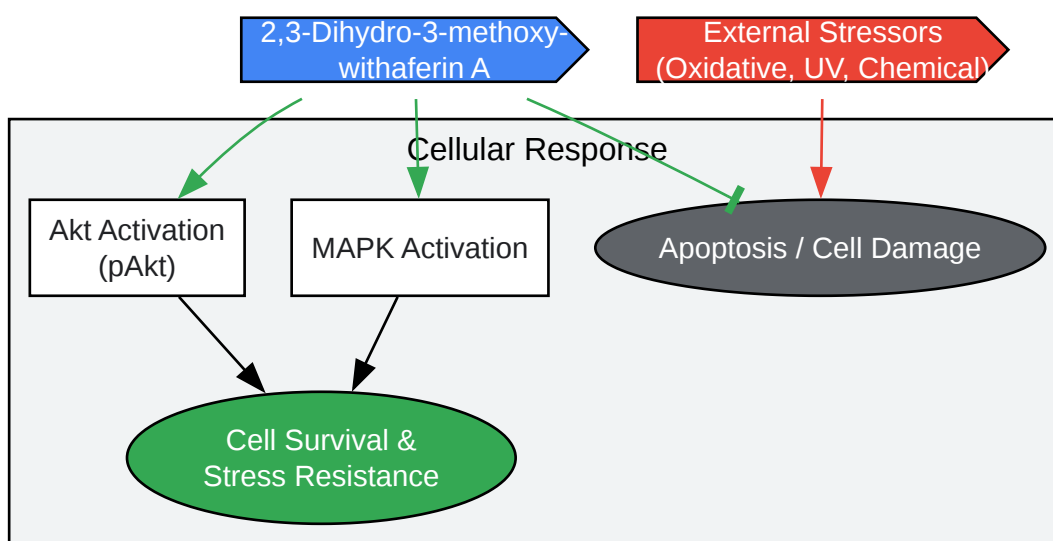 2,3-Dihydro-3-methoxy-
withaferin A
External Stressors
(Oxidative, UV, Chemical)
Cellular Response
Akt Activation
(pAkt)
MAPK Activation
Apoptosis / Cell Damage
Cell Survival &
Stress Resistance